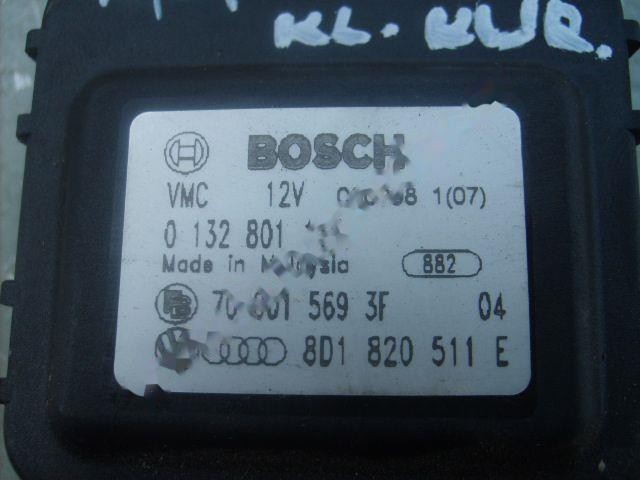 KL. KWR.
BOSCH
VMC 12V 1(07)
0 132 801
Made in Malaysia 882
569 3F 04
8D1 820 511 E